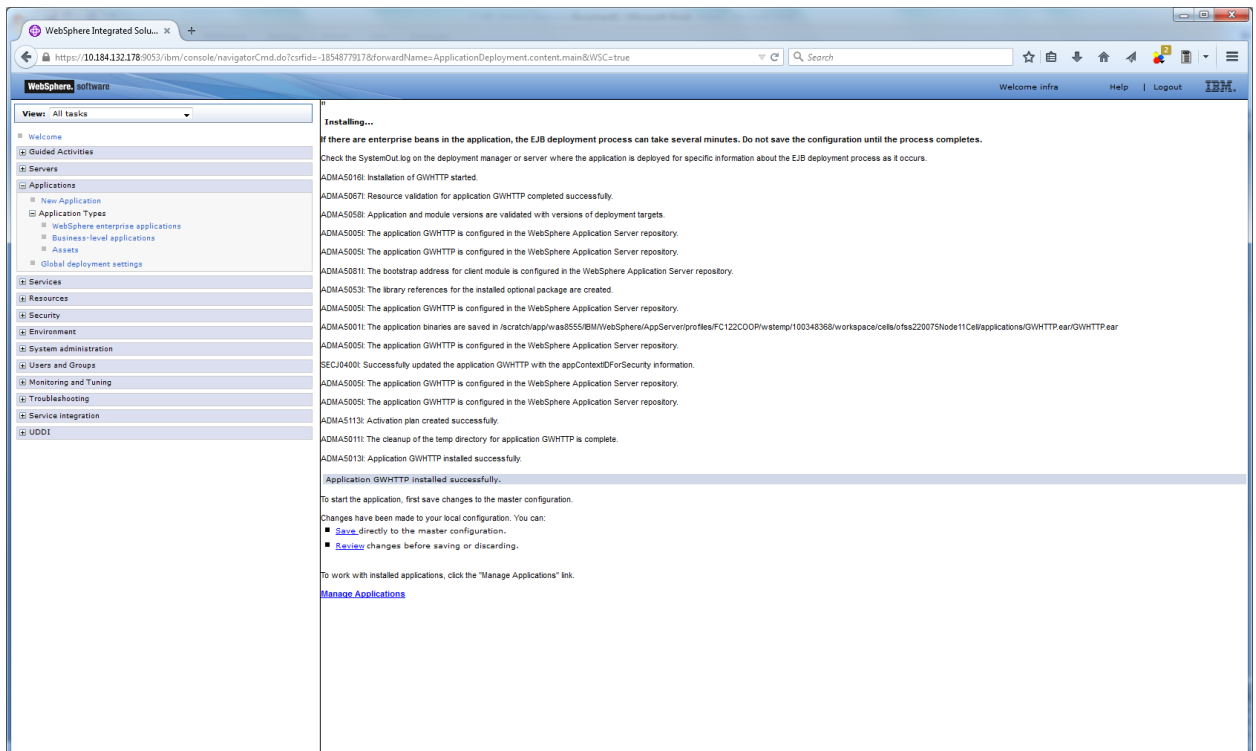 WebSphere Integrated Solu...
https://10.184.132.178:9053/ibm/console/navigatorCmd.do?csrfid=-1854877917&forwardName=ApplicationDeployment.content.main&WSC=true
Search
2
WebSphere. software
Welcome infra
Help | Logout
IBM.
View: All tasks
Welcome
Guided Activities
Servers
Applications
New Application
Application Types
WebSphere enterprise applications
Business-level applications
Assets
Global deployment settings
Services
Resources
Security
Environment
System administration
Users and Groups
Monitoring and Tuning
Troubleshooting
Service integration
UDDI
"
Installing...
If there are enterprise beans in the application, the EJB deployment process can take several minutes. Do not save the configuration until the process completes.
Check the SystemOut.log on the deployment manager or server where the application is deployed for specific information about the EJB deployment process as it occurs.
ADMA5016I: Installation of GWHTTP started.
ADMA5067I: Resource validation for application GWHTTP completed successfully.
ADMA5058I: Application and module versions are validated with versions of deployment targets.
ADMA5005I: The application GWHTTP is configured in the WebSphere Application Server repository.
ADMA5005I: The application GWHTTP is configured in the WebSphere Application Server repository.
ADMA5081I: The bootstrap address for client module is configured in the WebSphere Application Server repository.
ADMA5053I: The library references for the installed optional package are created.
ADMA5005I: The application GWHTTP is configured in the WebSphere Application Server repository.
ADMA5001I: The application binaries are saved in /scratch/app/was8555/IBM/WebSphere/AppServer/profiles/FC122COOP/wstemp/100348368/workspace/cells/ofss220075Node11Cell/applications/GWHTTP.ear/GWHTTP.ear
ADMA5005I: The application GWHTTP is configured in the WebSphere Application Server repository.
SECJ0400I: Successfully updated the application GWHTTP with the appContextIDForSecurity information.
ADMA5005I: The application GWHTTP is configured in the WebSphere Application Server repository.
ADMA5005I: The application GWHTTP is configured in the WebSphere Application Server repository.
ADMA5113I: Activation plan created successfully.
ADMA5011I: The cleanup of the temp directory for application GWHTTP is complete.
ADMA5013I: Application GWHTTP installed successfully.
Application GWHTTP installed successfully.
To start the application, first save changes to the master configuration.
Changes have been made to your local configuration. You can:
Save directly to the master configuration.
Review changes before saving or discarding.
To work with installed applications, click the "Manage Applications" link.
Manage Applications